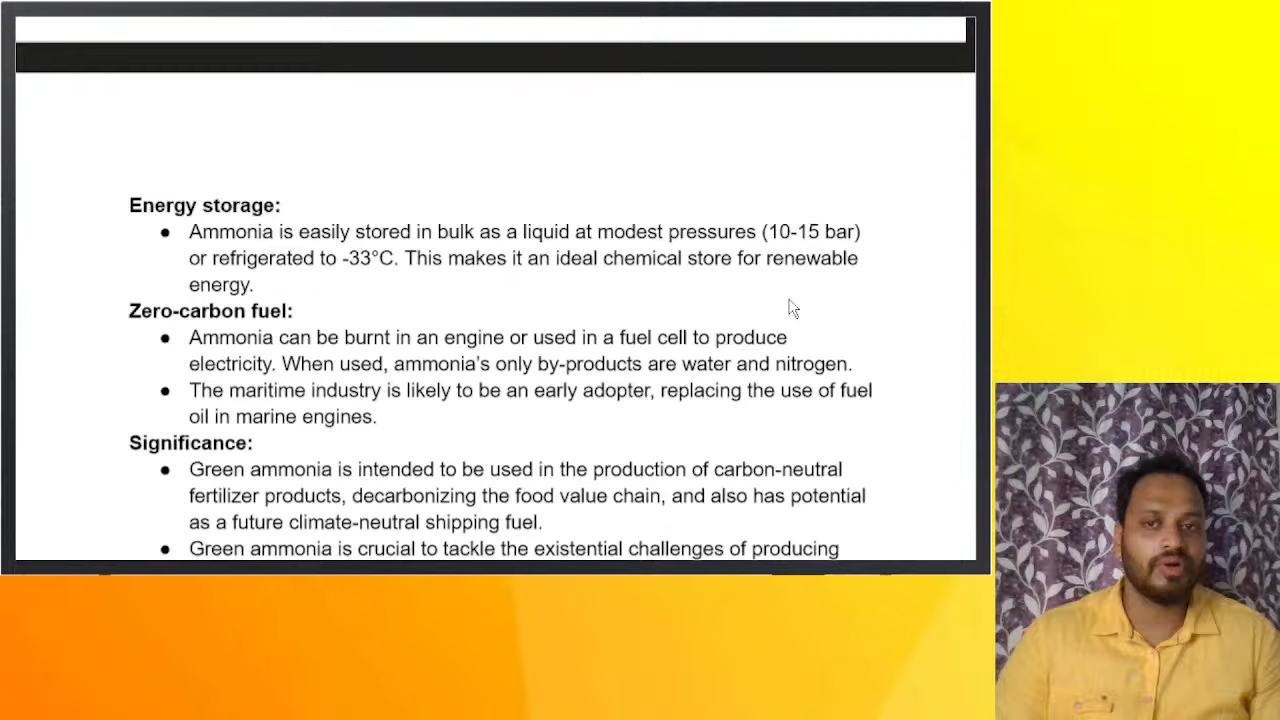 Energy storage:
● Ammonia is easily stored in bulk as a liquid at modest pressures (10-15 bar)
or refrigerated to -33°C. This makes it an ideal chemical store for renewable
energy.
Zero-carbon fuel:
● Ammonia can be burnt in an engine or used in a fuel cell to produce
electricity. When used, ammonia's only by-products are water and nitrogen.
● The maritime industry is likely to be an early adopter, replacing the use of fuel
oil in marine engines.
Significance:
● Green ammonia is intended to be used in the production of carbon-neutral
fertilizer products, decarbonizing the food value chain, and also has potential
as a future climate-neutral shipping fuel.
● Green ammonia is crucial to tackle the existential challenges of producing